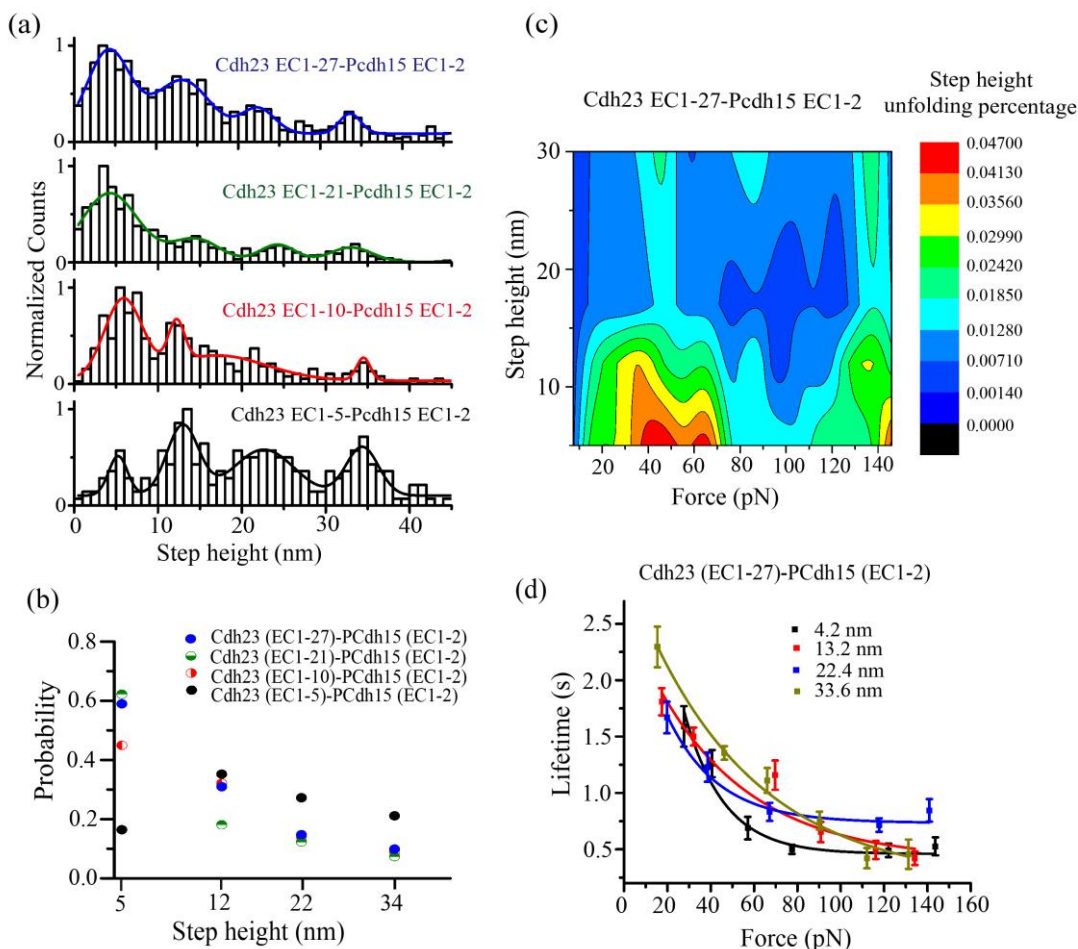 (a)
Normalized Counts
1
0
Cdh23 EC1-27-Pcdh15 EC1-2
1
0
Cdh23 EC1-21-Pcdh15 EC1-2
1
0
Cdh23 EC1-10-Pcdh15 EC1-2
1
0
Cdh23 EC1-5-Pcdh15 EC1-2
0 10 20 30 40
Step height (nm)
(c)
Cdh23 EC1-27-Pcdh15 EC1-2
Step height
unfolding percentage
Step height (nm)
30
20
10
20 40 60 80 100 120 140
Force (pN)
0.04700
0.04130
0.03560
0.02990
0.02420
0.01850
0.01280
0.00710
0.00140
0.0000
(b)
Probability
0.8
0.6
0.4
0.2
0.0
Cdh23 (EC1-27)-PCdh15 (EC1-2)
Cdh23 (EC1-21)-PCdh15 (EC1-2)
Cdh23 (EC1-10)-PCdh15 (EC1-2)
Cdh23 (EC1-5)-PCdh15 (EC1-2)
5 12 22 34
Step height (nm)
Cdh23 (EC1-27)-PCdh15 (EC1-2)
(d)
Lifetime (s)
2.5
2.0
1.5
1.0
0.5
4.2 nm
13.2 nm
22.4 nm
33.6 nm
0 20 40 60 80 100 120 140 160
Force (pN)